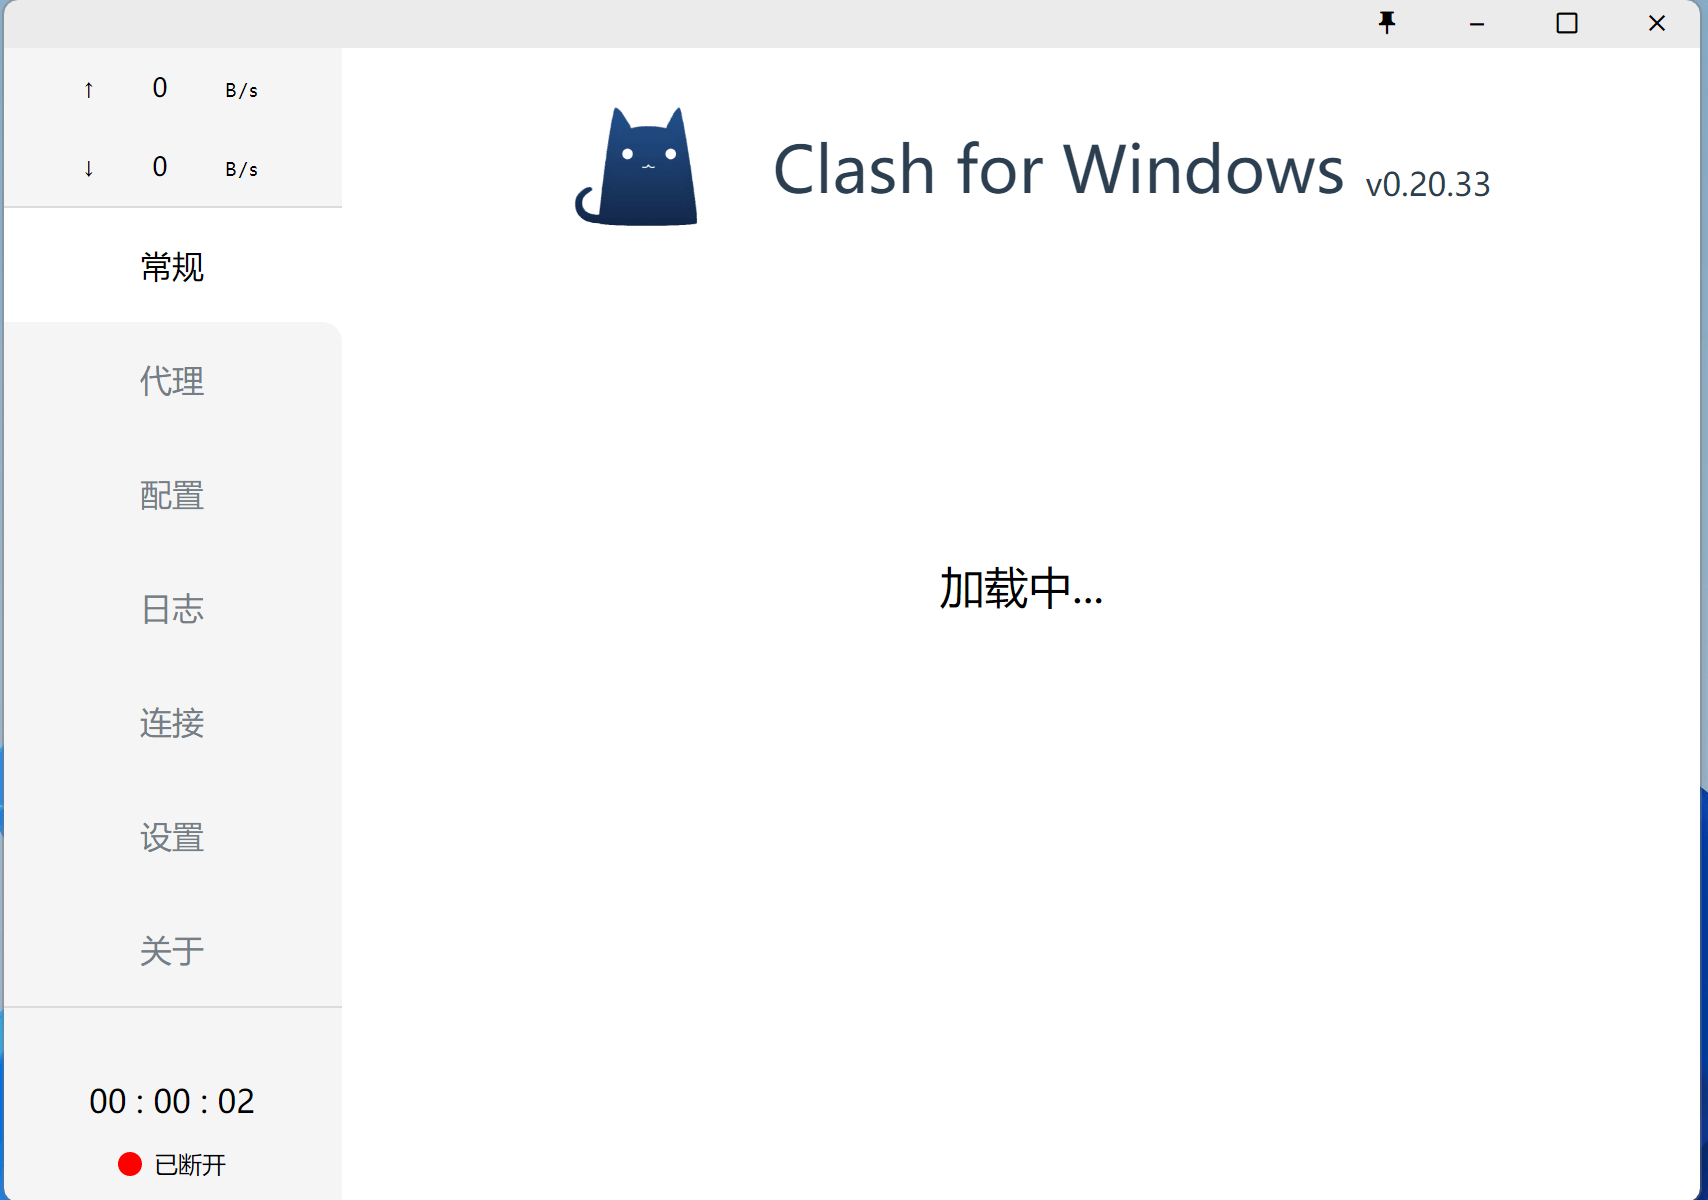 ↑ 0 B/s
↓ 0 B/s
常规
代理
配置
日志
连接
设置
关于
00 : 00 : 02
已断开
Clash for Windows v0.20.33
加载中...